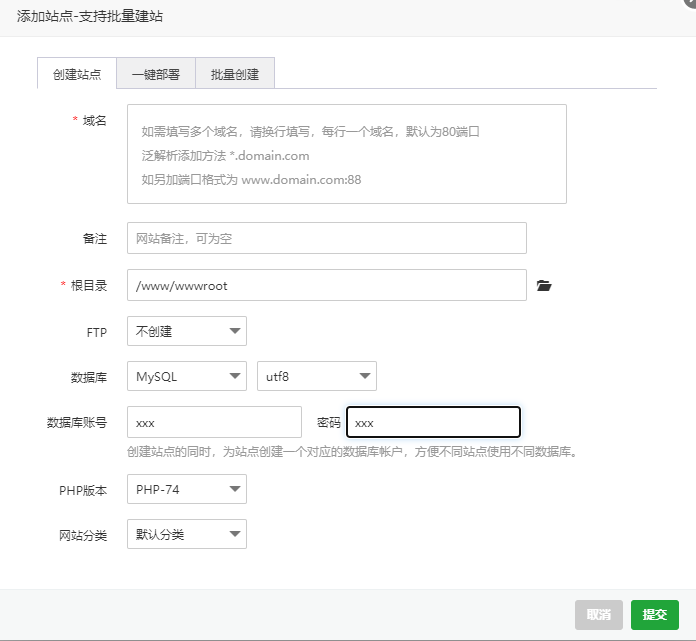 添加站点-支持批量建站
创建站点 一键部署 批量创建
* 域名
如需填写多个域名，请换行填写，每行一个域名，默认为80端口
泛解析添加方法 *.domain.com
如另加端口格式为 www.domain.com:88
备注 网站备注，可为空
* 根目录 /www/wwwroot
FTP 不创建
数据库 MySQL utf8
数据库账号 xxx 密码 xxx
创建站点的同时，为站点创建一个对应的数据库帐户，方便不同站点使用不同数据库。
PHP版本 PHP-74
网站分类 默认分类
取消 提交